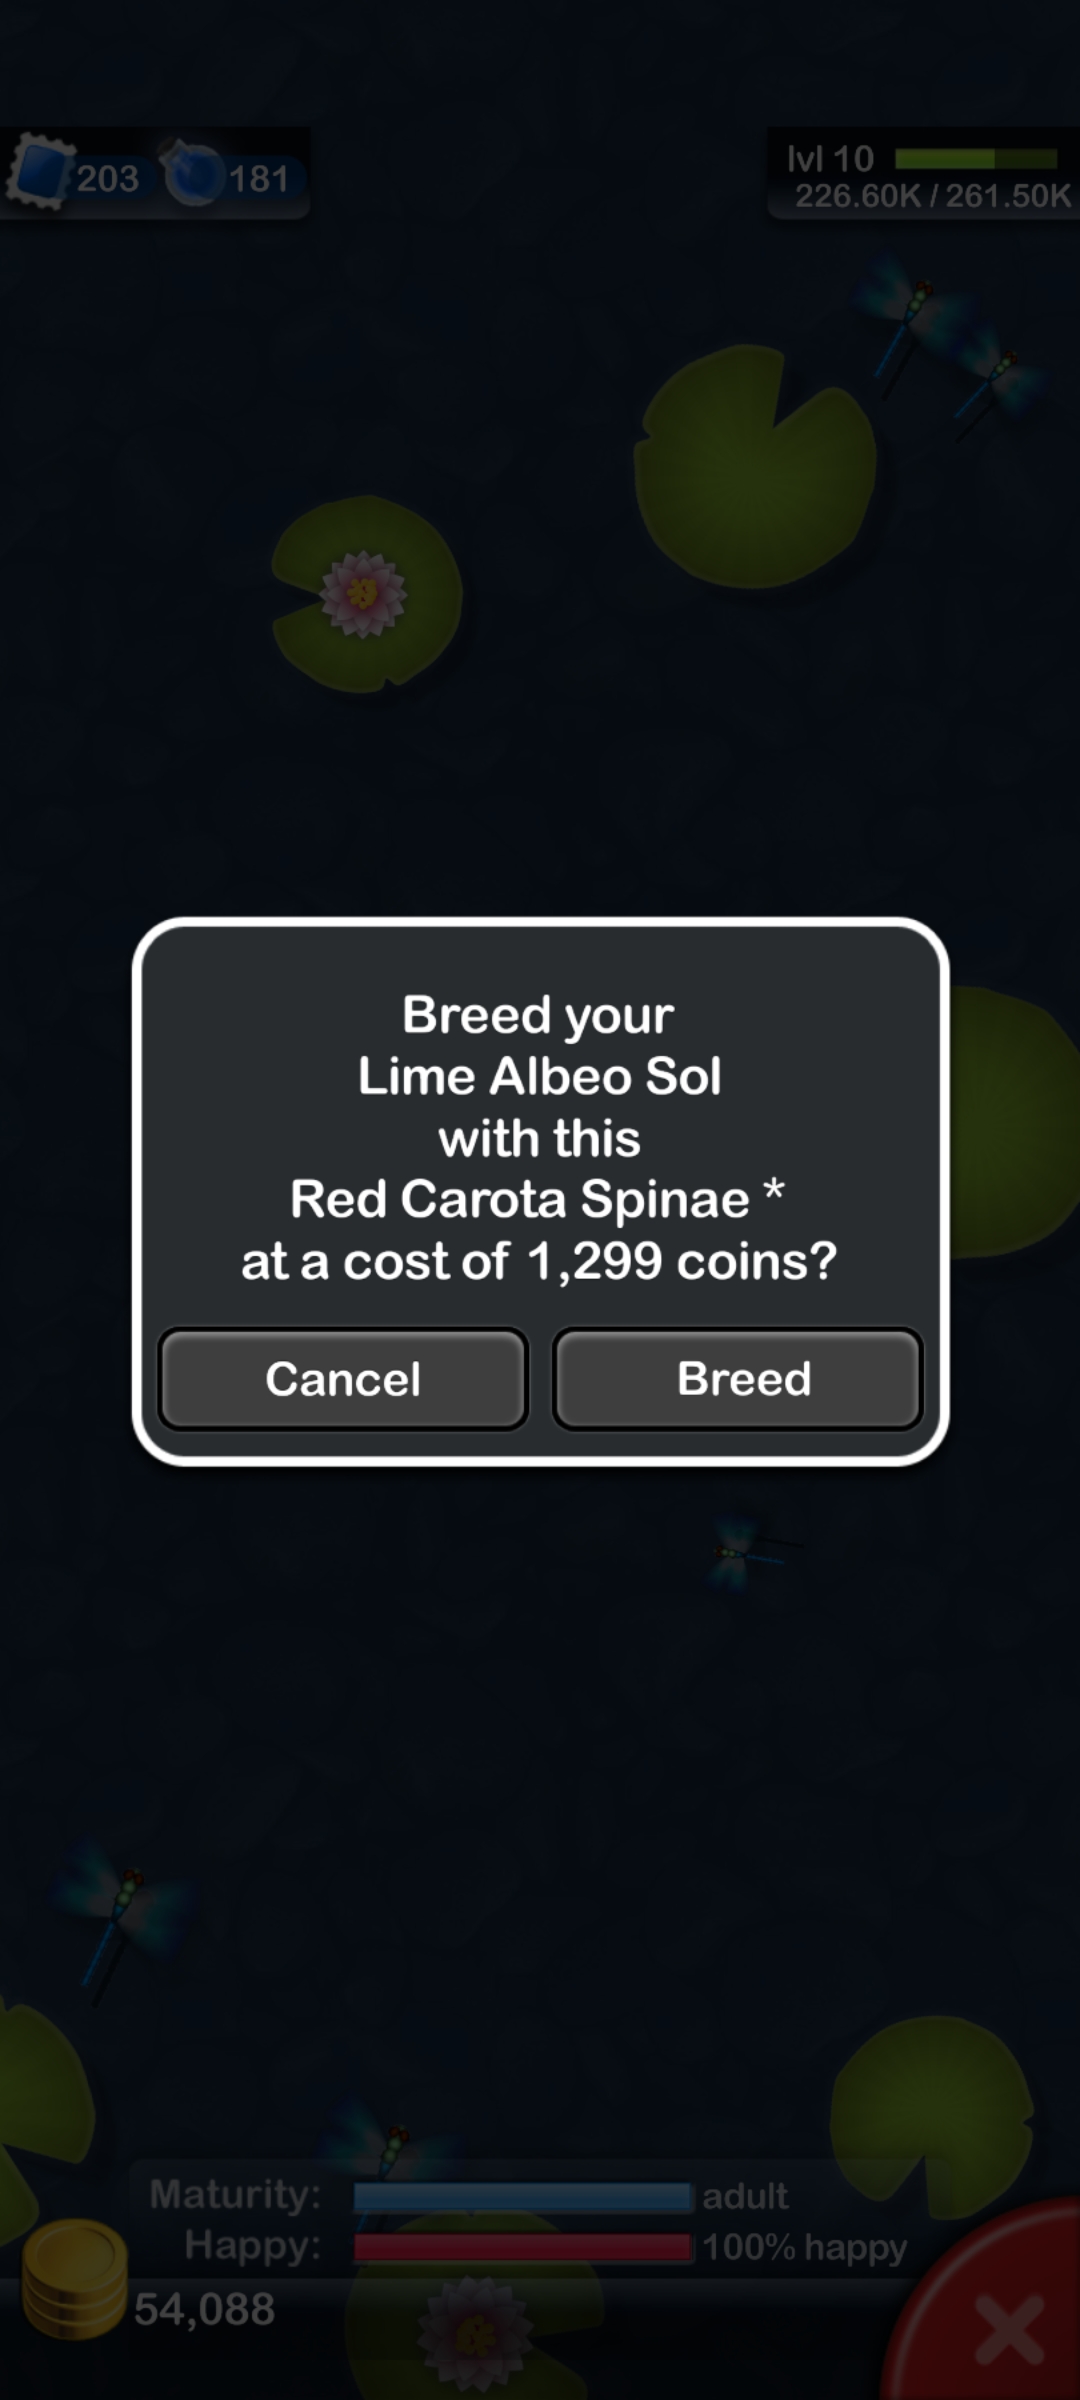 203 181
lvl 10
226.60K / 261.50K
Breed your
Lime Albeo Sol
with this
Red Carota Spinae *
at a cost of 1,299 coins?
Cancel Breed
Maturity: adult
Happy: 100% happy
54,088